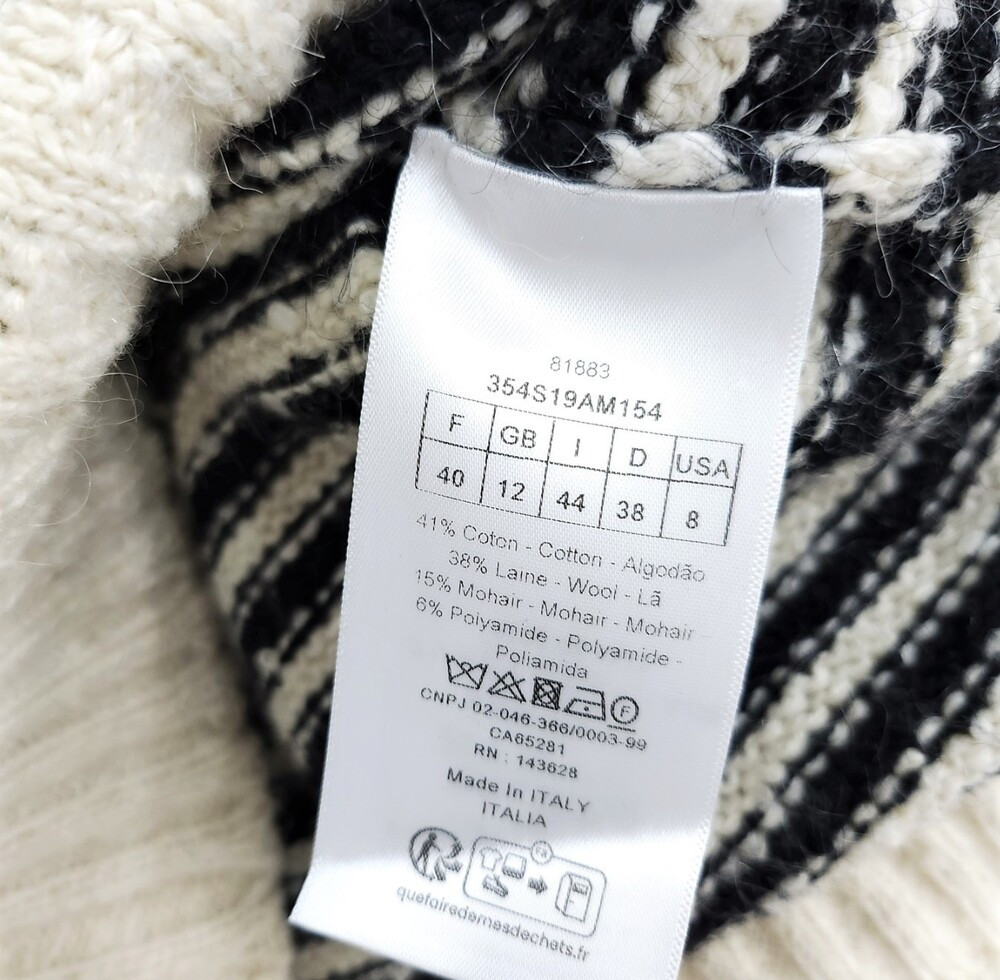 81883
354S19AM154
F GB I D USA
40 12 44 38 8
41% Coton - Cotton - Algodão
38% Laine - Wool - Lã
15% Mohair - Mohair - Mohair
6% Polyamide - Polyamide -
Poliamida
F
CNPJ 02-046-366/0003-99
CA65281
RN : 143628
Made In ITALY
ITALIA
FR
quefairedemesdechets.fr